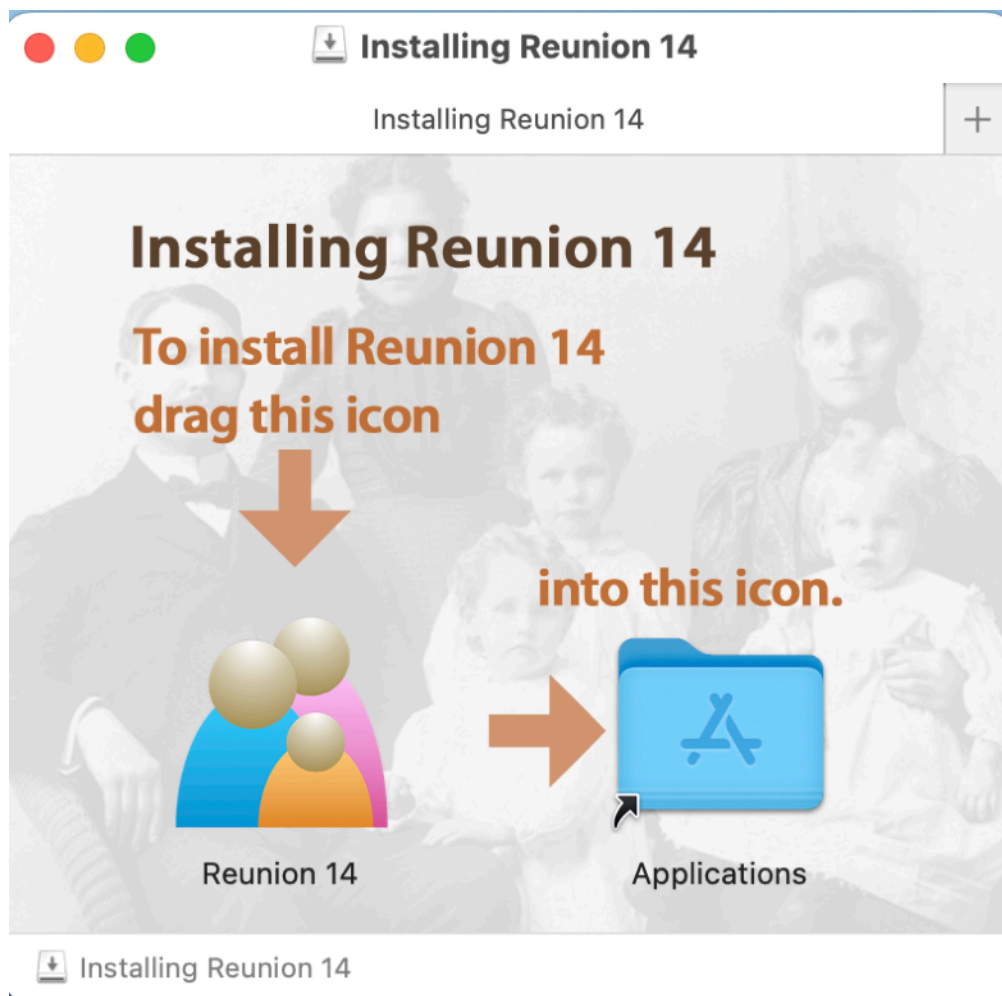 Installing Reunion 14
Installing Reunion 14
Installing Reunion 14
To install Reunion 14
drag this icon
into this icon.
Reunion 14
Applications
Installing Reunion 14